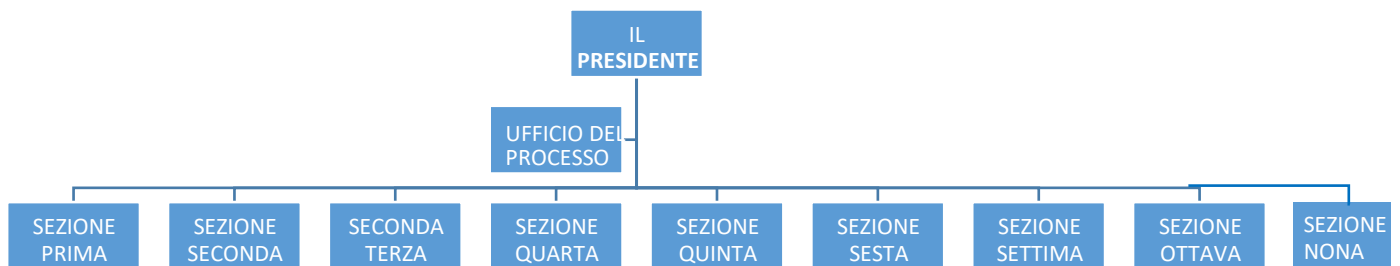 IL
PRESIDENTE
UFFICIO DEL
PROCESSO
SEZIONE
PRIMA
SEZIONE
SECONDA
SECONDA
TERZA
SEZIONE
QUARTA
SEZIONE
QUINTA
SEZIONE
SESTA
SEZIONE
SETTIMA
SEZIONE
OTTAVA
SEZIONE
NONA